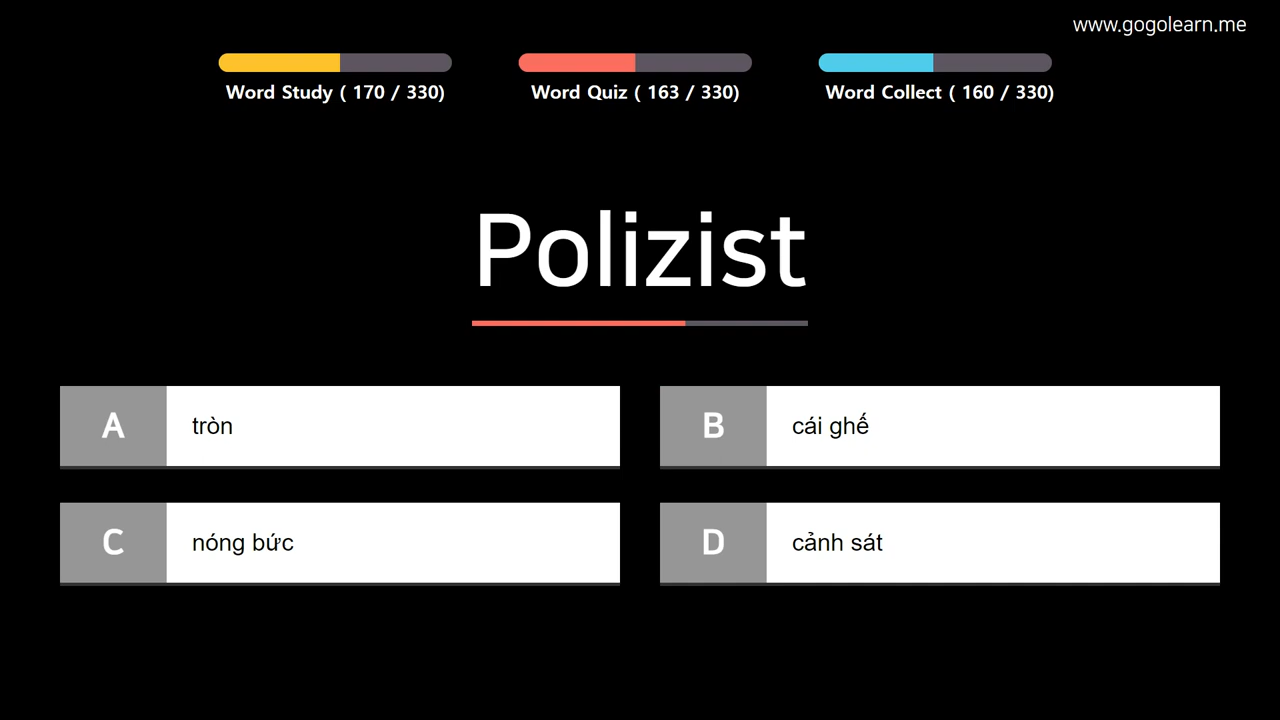 www.gogolearn.me
Word Study ( 170 / 330)
Word Quiz ( 163 / 330)
Word Collect ( 160 / 330)
Polizist
A tròn
B cái ghế
C nóng bức
D cảnh sát